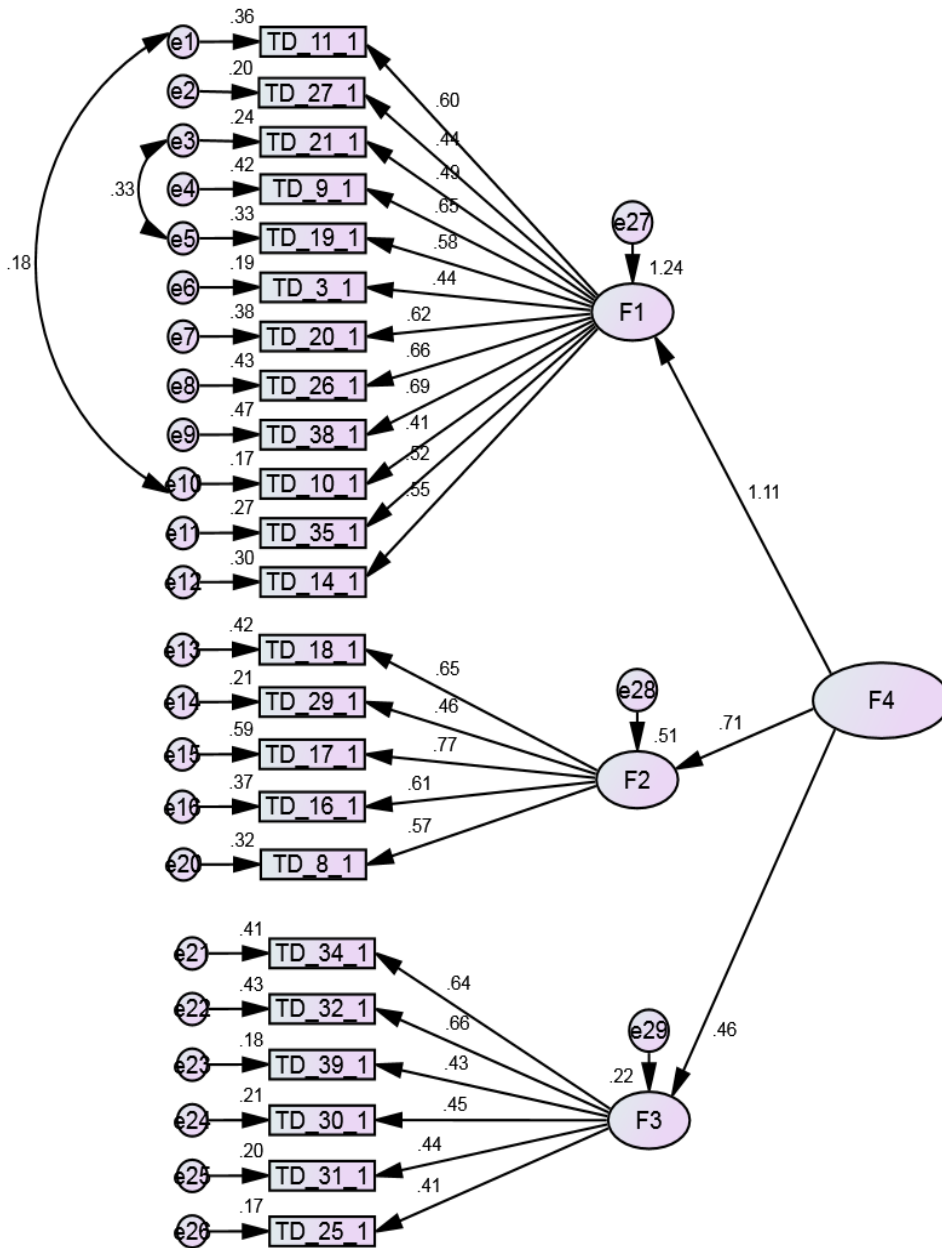 .36
e1 TD_11_1
.60
.20
e2 TD_27_1
.44
.24
e3 TD_21_1
.49
.42
e4 TD_9_1
.65
.33
.33
e5 TD_19_1
.58
e27
1.24
.18
.19
e6 TD_3_1
.44
F1
.38
e7 TD_20_1
.62
.43
e8 TD_26_1
.66
.47
e9 TD_38_1
.69
.17
e10 TD_10_1
.41
.27
e11 TD_35_1
.52
.30
e12 TD_14_1
.55
1.11
.42
e13 TD_18_1
.65
.21
e14 TD_29_1
.46
e28
F4
.59
e15 TD_17_1
.77
.51
.71
.37
e16 TD_16_1
.61
F2
.32
e20 TD_8_1
.57
.41
e21 TD_34_1
.64
.43
e22 TD_32_1
.66
e29
.46
.18
e23 TD_39_1
.43
.22
.21
e24 TD_30_1
.45
F3
.20
e25 TD_31_1
.44
.17
e26 TD_25_1
.41